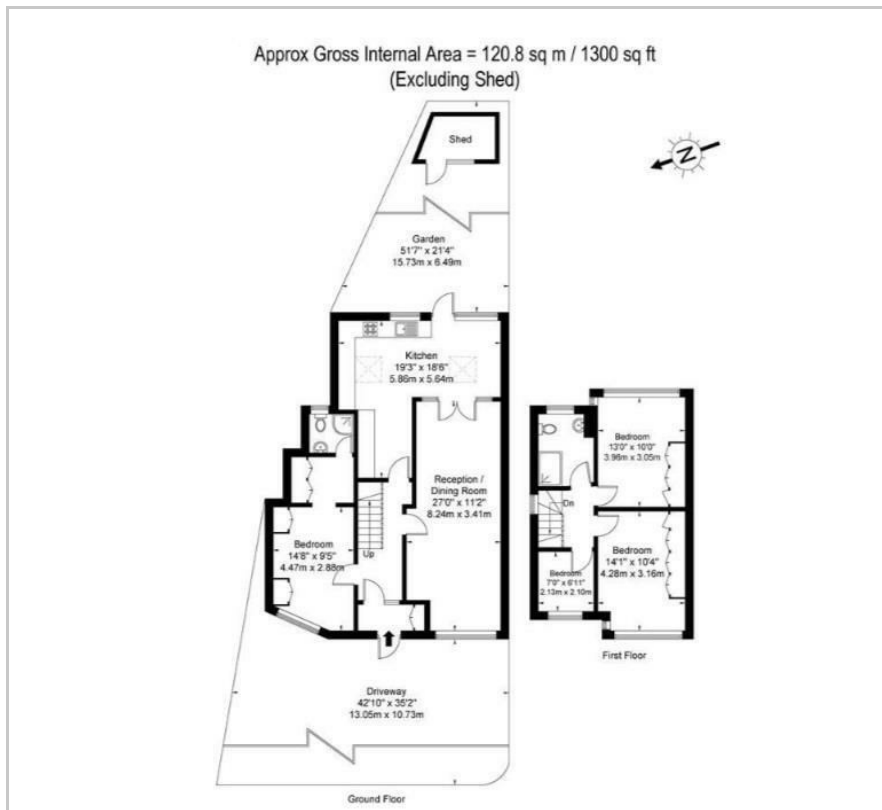 Approx Gross Internal Area = 120.8 sq m / 1300 sq ft
(Excluding Shed)
Shed
N
Garden
51'7" x 21'4"
15.73m x 6.49m
Kitchen
19'3" x 18'6"
5.86m x 5.64m
Reception /
Dining Room
27'0" x 11'2"
8.24m x 3.41m
Up
Bedroom
14'8" x 9'5"
4.47m x 2.88m
Driveway
42'10" x 35'2"
13.05m x 10.73m
Ground Floor
Bedroom
13'0" x 10'0"
3.96m x 3.05m
Dn
Bedroom
14'1" x 10'4"
4.28m x 3.16m
Bedroom
7'0" x 6'11"
2.13m x 2.10m
First Floor